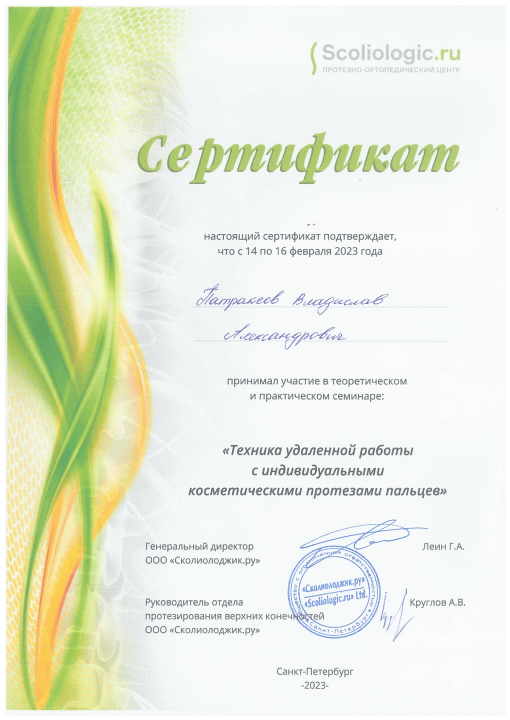 Scoliologic.ru
ПРОТЕЗНО-ОРТОПЕДИЧЕСКИЙ ЦЕНТР
Сертификат
настоящий сертификат подтверждает,
что с 14 по 16 февраля 2023 года
Патракеев Владислав
Александрович
принимал участие в теоретическом
и практическом семинаре:
«Техника удаленной работы
с индивидуальными
косметическими протезами пальцев»
Генеральный директор
ООО «Сколиолоджик.ру»
Леин Г.А.
«Сколиолоджик.ру»
«Scoliologic.ru» Ltd.
Санкт-Петербург
Руководитель отдела
протезирования верхних конечностей
ООО «Сколиолоджик.ру»
Круглов А.В.
Санкт-Петербург
-2023-